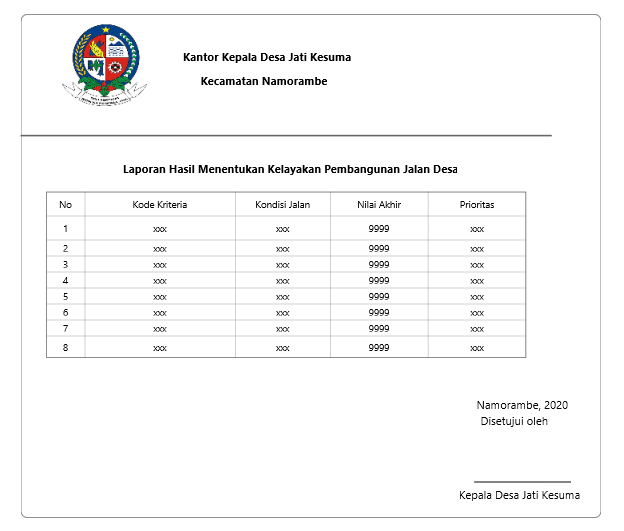 Kantor Kepala Desa Jati Kesuma
Kecamatan Namorambe
Laporan Hasil Menentukan Kelayakan Pembangunan Jalan Desa
No Kode Kriteria Kondisi Jalan Nilai Akhir Prioritas
1 xxx xxx 9999 xxx
2 xxx xxx 9999 xxx
3 xxx xxx 9999 xxx
4 xxx xxx 9999 xxx
5 xxx xxx 9999 xxx
6 xxx xxx 9999 xxx
7 xxx xxx 9999 xxx
8 xxx xxx 9999 xxx
Namorambe, 2020
Disetujui oleh
Kepala Desa Jati Kesuma